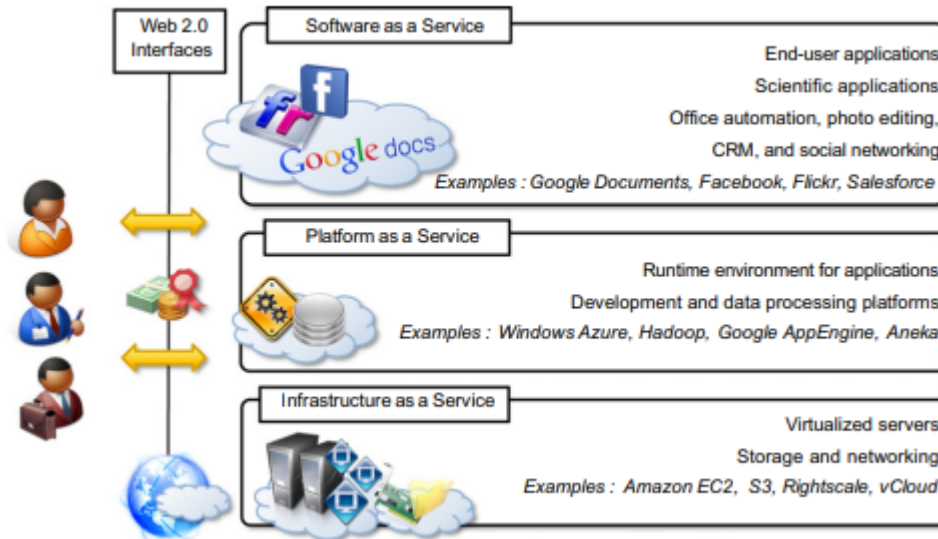 Web 2.0
Interfaces
Software as a Service
End-user applications
Scientific applications
Office automation, photo editing,
CRM, and social networking
Examples : Google Documents, Facebook, Flickr, Salesforce
fr
f
Google docs
Platform as a Service
Runtime environment for applications
Development and data processing platforms
Examples : Windows Azure, Hadoop, Google AppEngine, Aneka
Infrastructure as a Service
Virtualized servers
Storage and networking
Examples : Amazon EC2, S3, Rightscale, vCloud